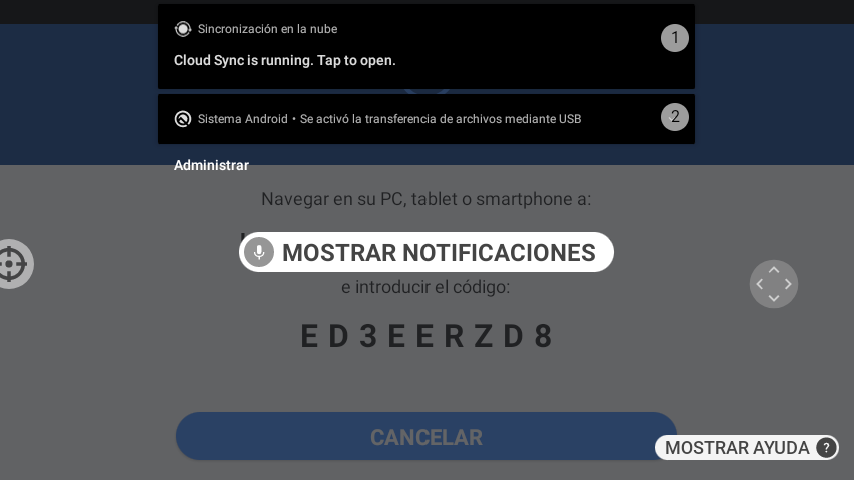 Sincronización en la nube
1
Cloud Sync is running. Tap to open.
Sistema Android • Se activó la transferencia de archivos mediante USB
2
Administrar
Navegar en su PC, tablet o smartphone a:
MOSTRAR NOTIFICACIONES
e introducir el código:
ED3EERZD8
CANCELAR
MOSTRAR AYUDA ?